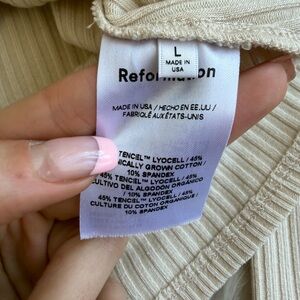 L
MADE IN
USA
Reformation
MADE IN USA / HECHO EN EE.UU./
FABRIQUÉ AUX ÉTATS-UNIS
TENCEL™ LYOCELL / 45%
GROWN COTTON /
10% SPANDEX
45% TENCEL™ LYOCELL / 45%
CULTIVO DEL ALGODÓN ORGÁNICO /
10% SPANDEX
45% TENCEL™ LYOCELL / 45%
CULTURE DU COTON ORGANIQUE /
10% SPANDEX